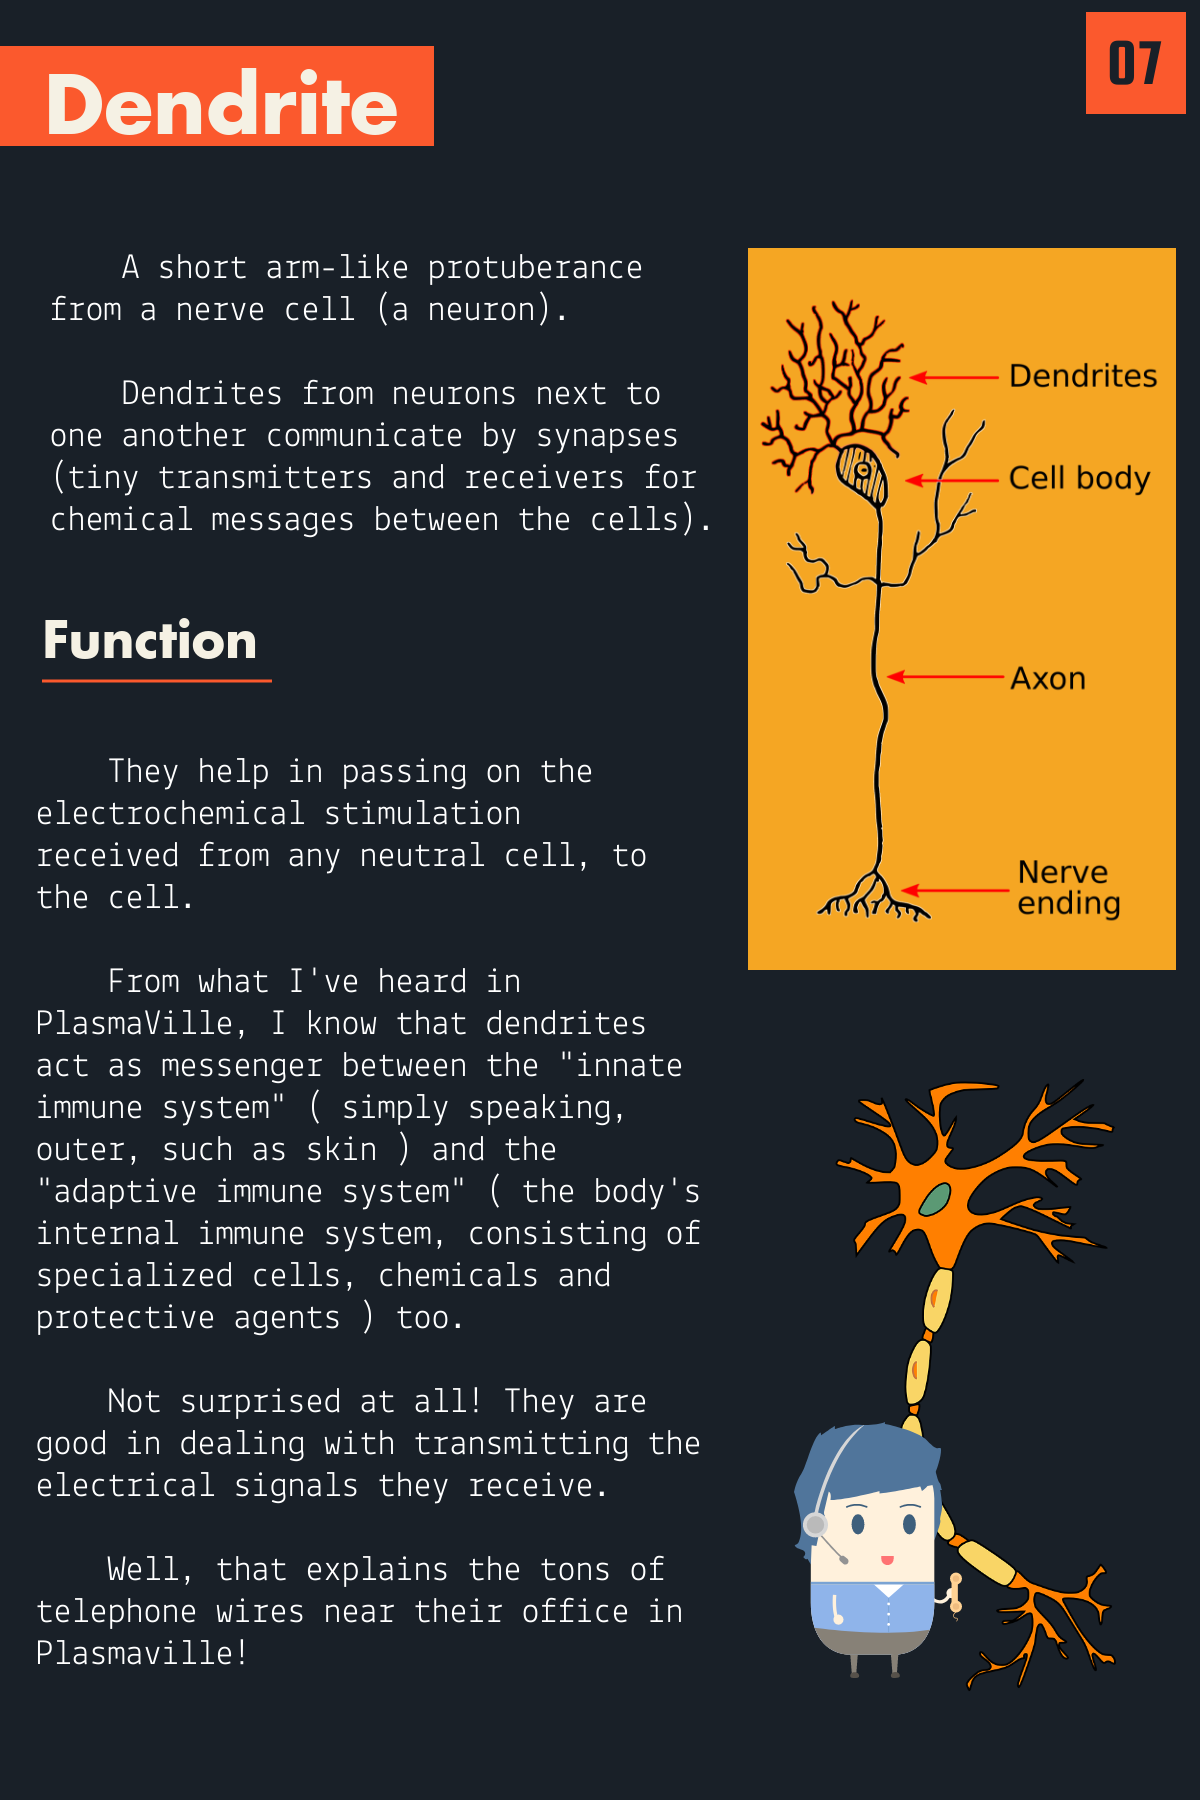 Dendrite
07
A short arm-like protuberance
from a nerve cell (a neuron).
Dendrites from neurons next to
one another communicate by synapses
(tiny transmitters and receivers for
chemical messages between the cells).
Dendrites
Cell body
Axon
Nerve
ending
Function
They help in passing on the
electrochemical stimulation
received from any neutral cell, to
the cell.
From what I've heard in
PlasmaVille, I know that dendrites
act as messenger between the "innate
immune system" ( simply speaking,
outer, such as skin ) and the
"adaptive immune system" ( the body's
internal immune system, consisting of
specialized cells, chemicals and
protective agents ) too.
Not surprised at all! They are
good in dealing with transmitting the
electrical signals they receive.
Well, that explains the tons of
telephone wires near their office in
Plasmaville!